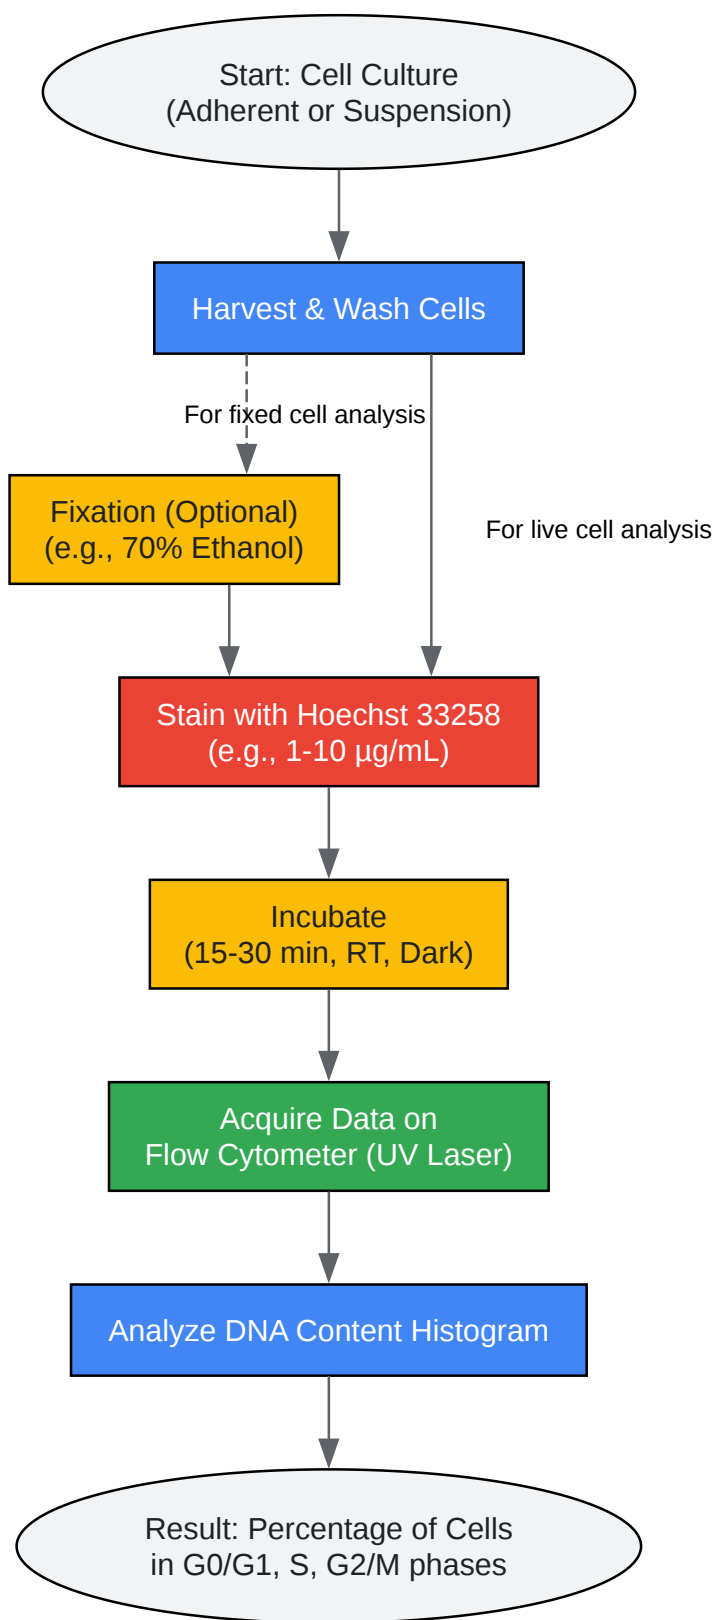 Start: Cell Culture
(Adherent or Suspension)
Harvest & Wash Cells
For fixed cell analysis
Fixation (Optional)
(e.g., 70% Ethanol)
For live cell analysis
Stain with Hoechst 33258
(e.g., 1-10 µg/mL)
Incubate
(15-30 min, RT, Dark)
Acquire Data on
Flow Cytometer (UV Laser)
Analyze DNA Content Histogram
Result: Percentage of Cells
in G0/G1, S, G2/M phases